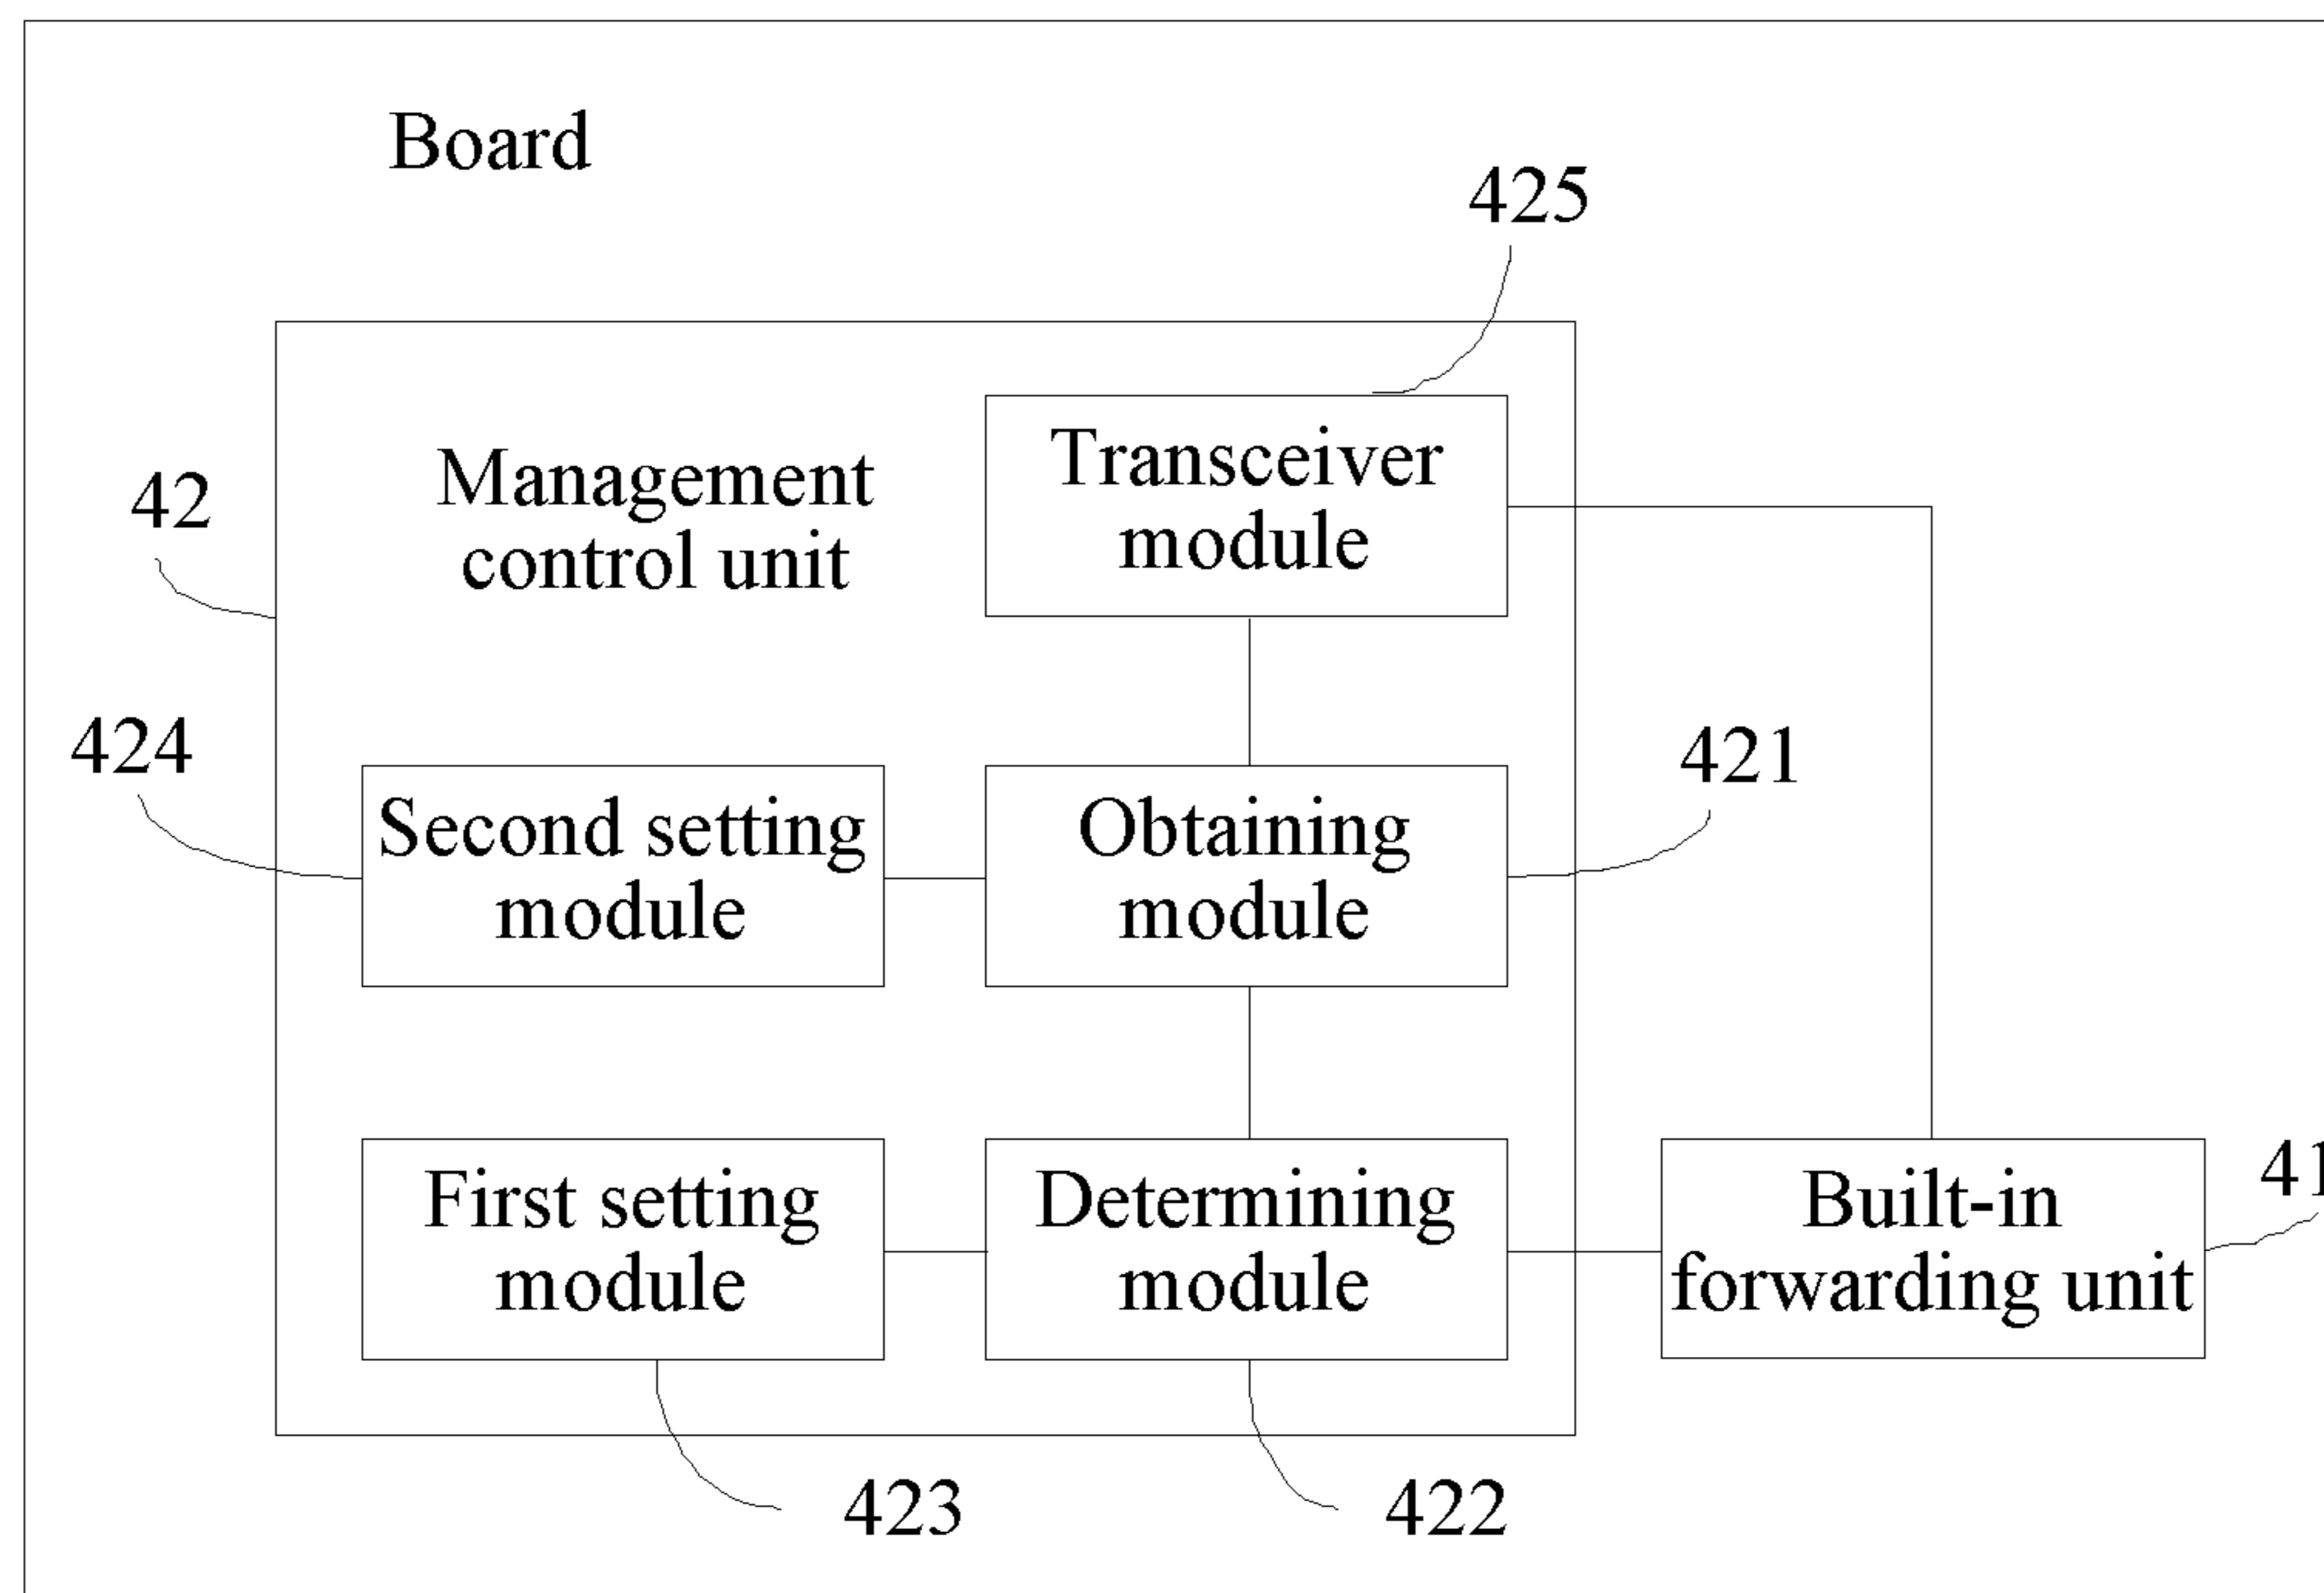 Board
425
Transceiver
module
Management
control unit
42
424
421
Second setting
module
Obtaining
module
First setting
module
Determining
module
Built-in
forwarding unit
41
423
422